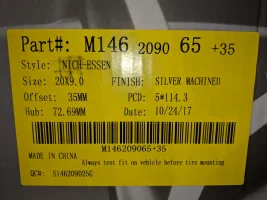 Part#: M146 2090 65 +35
Style: NICH-ESSEN
Size: 20X9.0 FINISH: SILVER MACHINED
Offset: 35MM PCD: 5*114.3
Hub: 72.69MM Date: 10/24/17
M146209065+35
MADE IN CHINA
Always test fit on vehicle before tire mounting
QC#: S146209025G